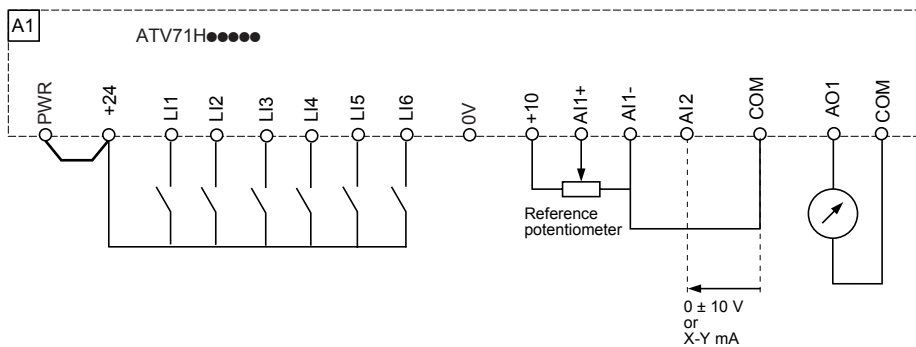 A1
ATV71H●●●●●
PWR
+24
LI1
LI2
LI3
LI4
LI5
LI6
0V
+10
AI1+
AI1-
AI2
COM
AO1
COM
Reference
potentiometer
0 ± 10 V
or
X-Y mA